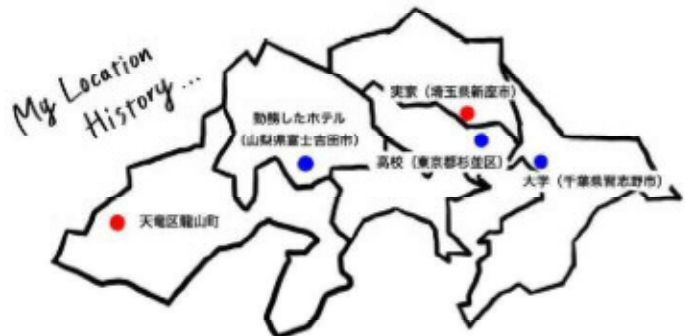 My Location
History...
実家（埼玉県新座市）
勤務したホテル
（山梨県富士吉田市）
高校（東京都杉並区）
大学（千葉県習志野市）
天竜区龍山町